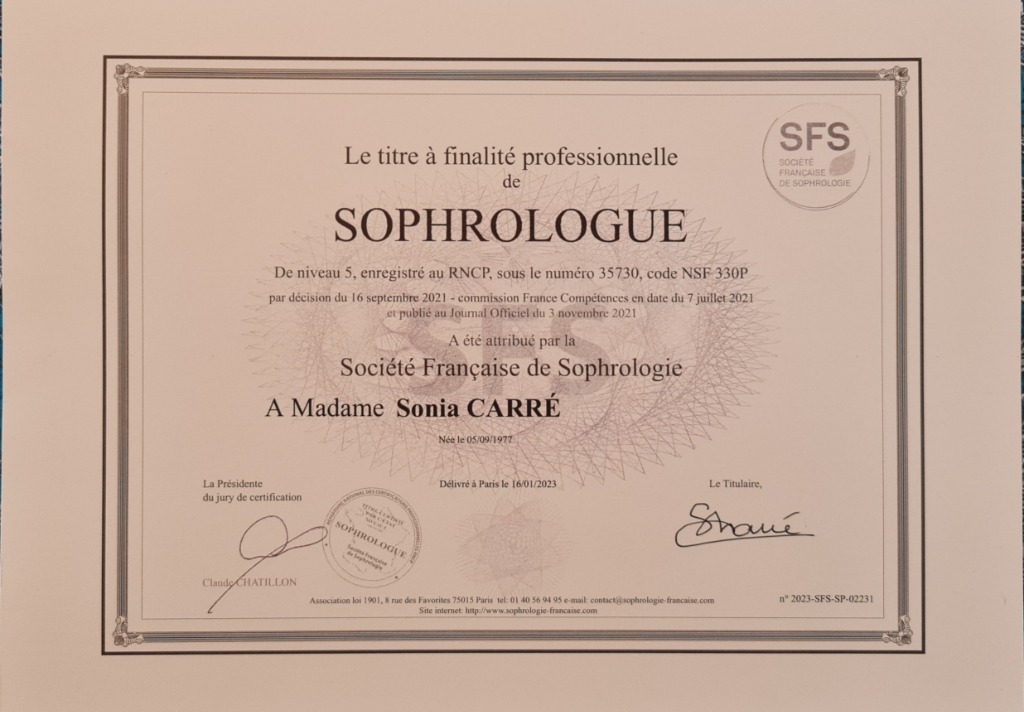 SFS
SOCIÉTÉ
FRANÇAISE
DE SOPHROLOGIE
Le titre à finalité professionnelle
de
SOPHROLOGUE
De niveau 5, enregistré au RNCP, sous le numéro 35730, code NSF 330P
par décision du 16 septembre 2021 - commission France Compétences en date du 7 juillet 2021
et publié au Journal Officiel du 3 novembre 2021
SFS
A été attribué par la
Société Française de Sophrologie
A Madame Sonia CARRÉ
Née le 05/09/1977
La Présidente
du jury de certification
Délivré à Paris le 16/01/2023
Le Titulaire,
SOPHROLOGUE
Société Française
de Sophrologie
Claude CHATILLON
Association loi 1901, 8 rue des Favorites 75015 Paris tel: 01 40 56 94 95 e-mail: contact@sophrologie-francaise.com
Site internet: http://www.sophrologie-francaise.com
n° 2023-SFS-SP-02231